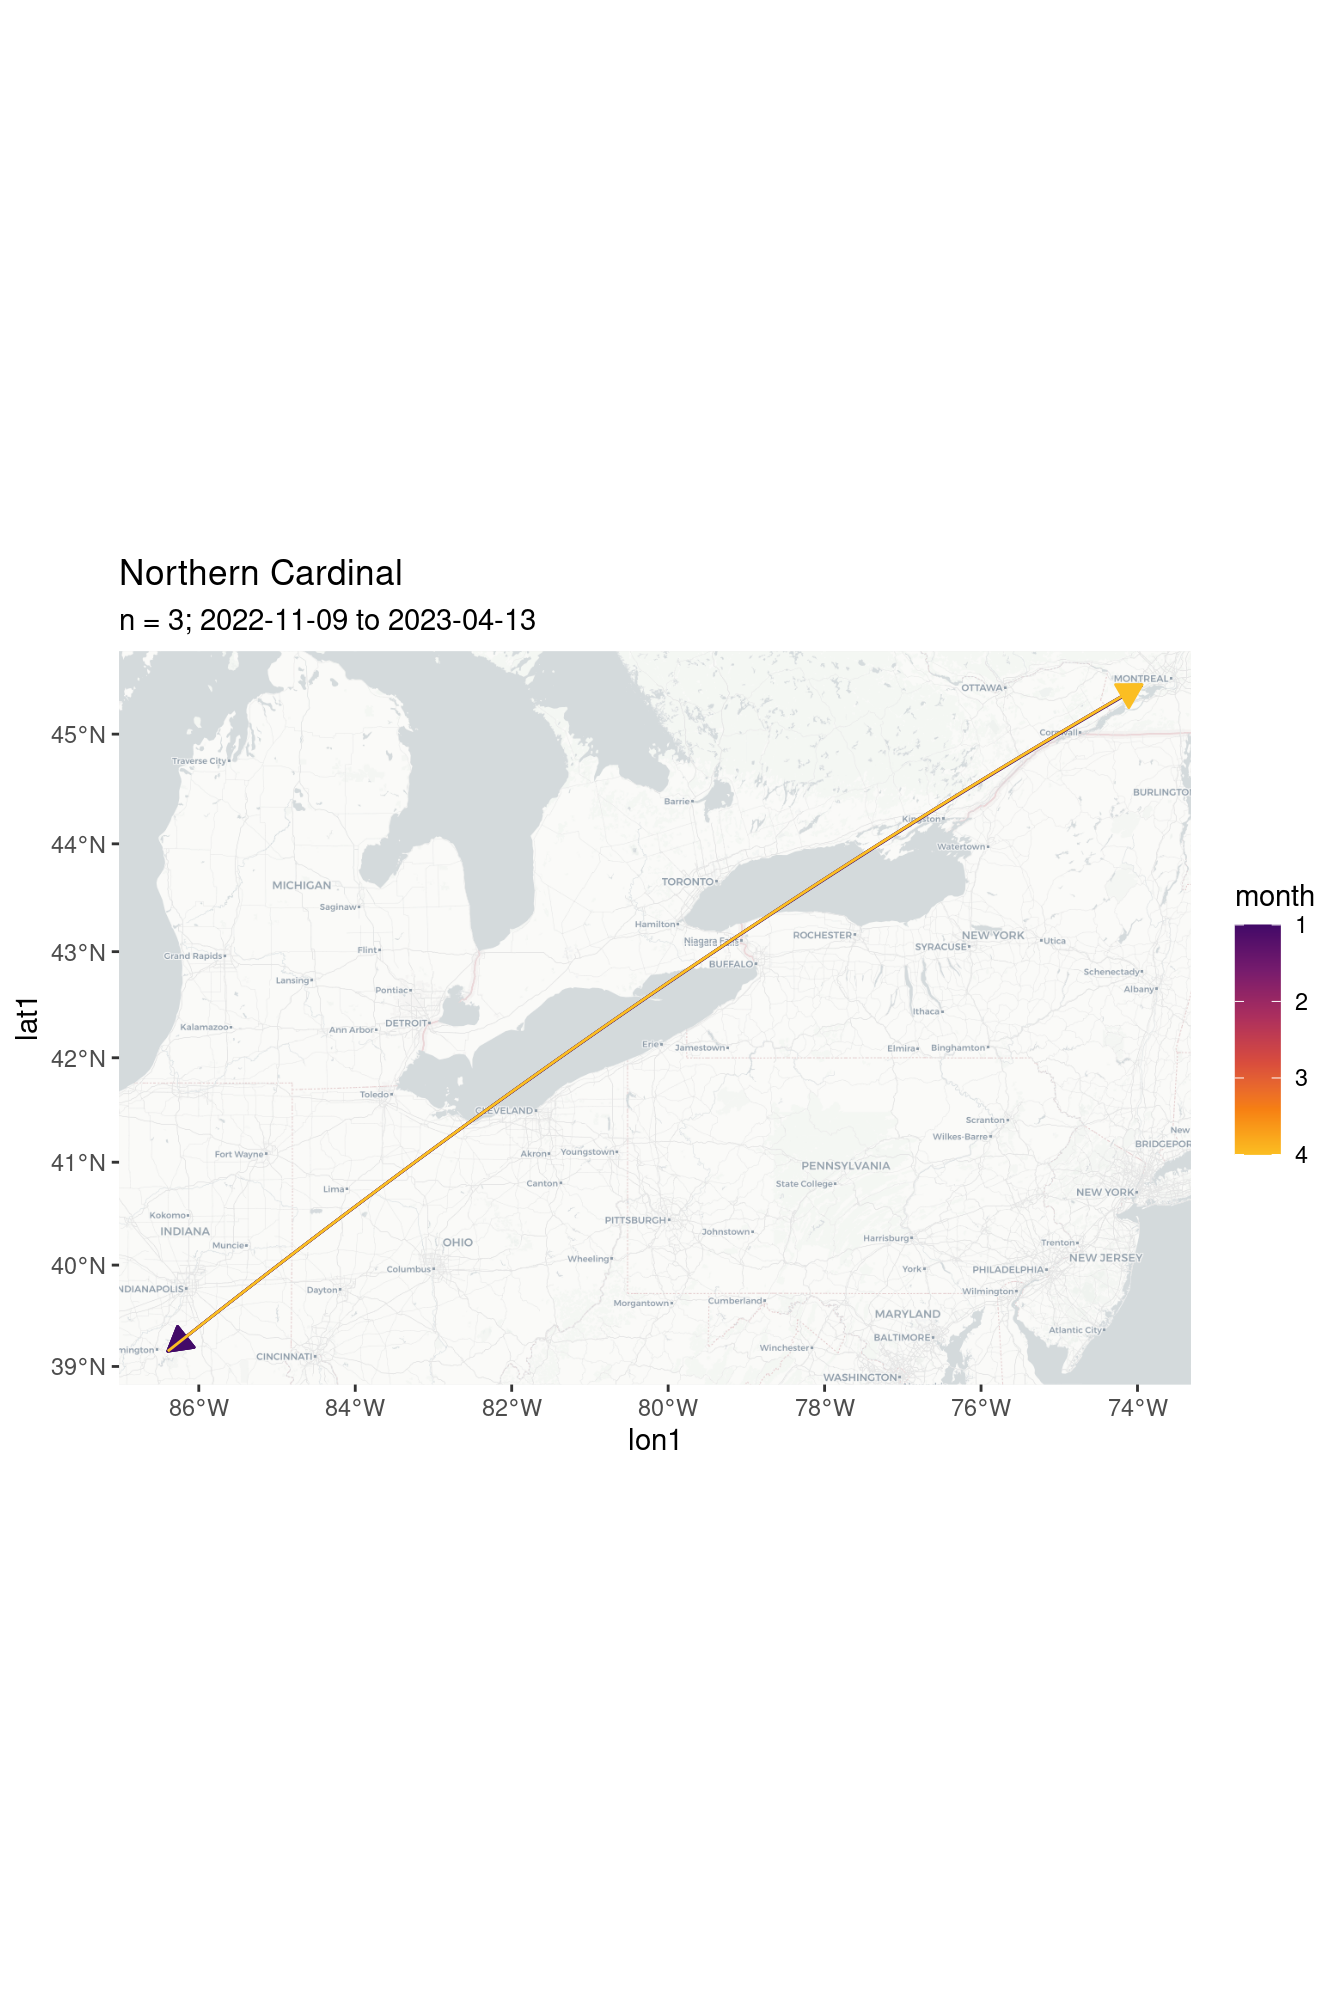 Northern Cardinal
n = 3; 2022-11-09 to 2023-04-13
MONTREAL
OTTAWA
45°N
Cornwall
Traverse City
BURLINGTO
Barrie
Kingston
44°N
Watertown
TORONTO
MICHIGAN
month
Saginaw
1
Hamilton
ROCHESTER
NEW YORK
Niagara Falls
Utica
SYRACUSE
43°N
Flint
Grand Rapids
BUFFALO
Schenectady
Lansing
Pontiac
Albany
2
Ithaca
lat1
DETROIT
Kalamazoo
Ann Arbor
Erie
Jamestown
Elmira
Binghamton
42°N
3
Toledo
CLEVELAND
Scranton
New
Wilkes-Barre
BRIDGEPOR
Fort Wayne
Akron
Youngstown
4
41°N
PENNSYLVANIA
Canton
State College
Lima
NEW YORK
Kokomo
PITTSBURGH
INDIANA
Johnstown
Harrisburg
Muncie
OHIO
Trenton
Wheeling
NEW JERSEY
40°N
Columbus
York
PHILADELPHIA
NDIANAPOLIS
Dayton
Wilmington
Morgantown
Cumberland
MARYLAND
Atlantic City
BALTIMORE
mington
CINCINNATI
Winchester
39°N
WASHINGTON
86°W 84°W 82°W 80°W 78°W 76°W 74°W
lon1